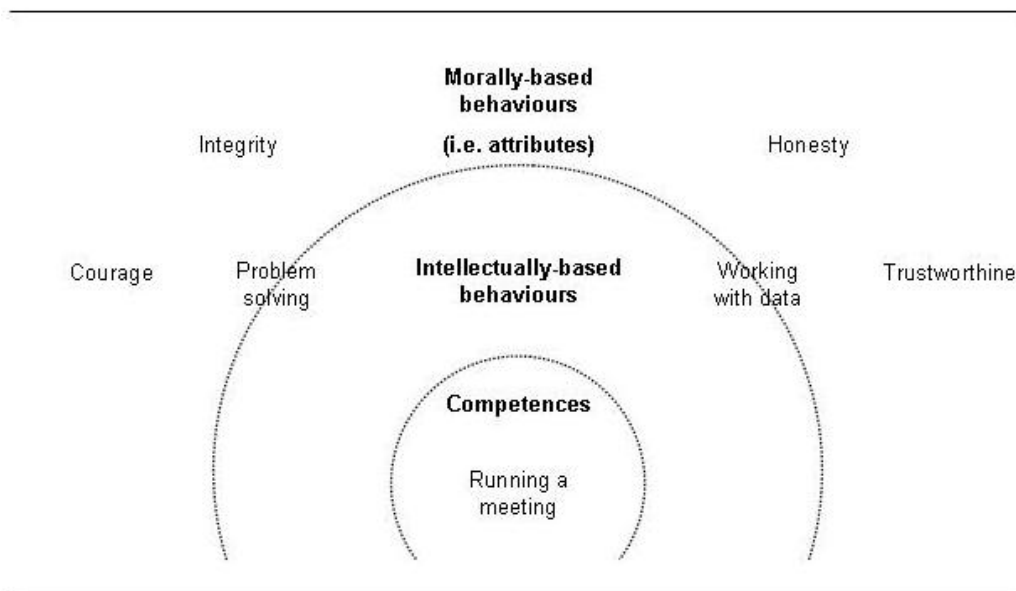 Morally-based
behaviours
Integrity
(i.e. attributes)
Honesty
Courage
Problem
solving
Intellectually-based
behaviours
Working
with data
Trustworthine
Competences
Running a
meeting